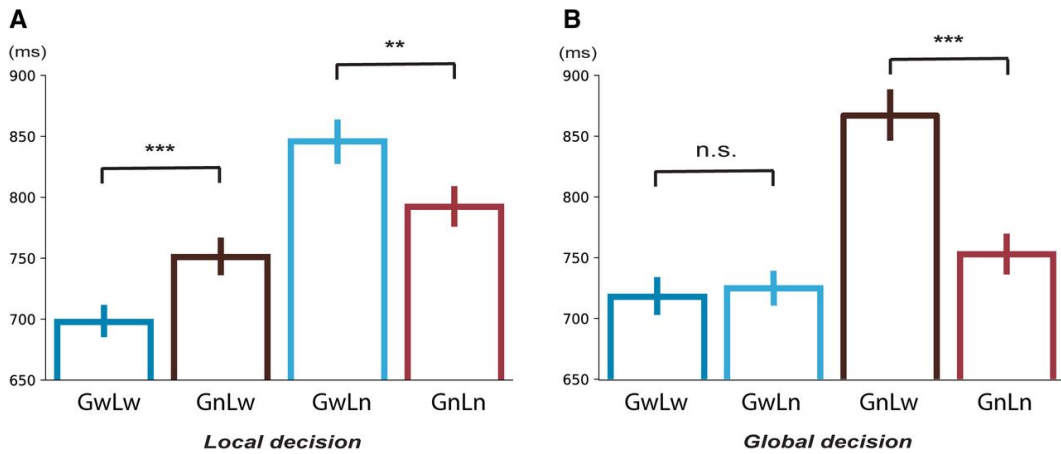 A
(ms)
900
850
800
750
700
650
***
**
GwLw GnLw GwLn GnLn
Local decision
B
(ms)
900
850
800
750
700
650
n.s.
***
GwLw GwLn GnLw GnLn
Global decision